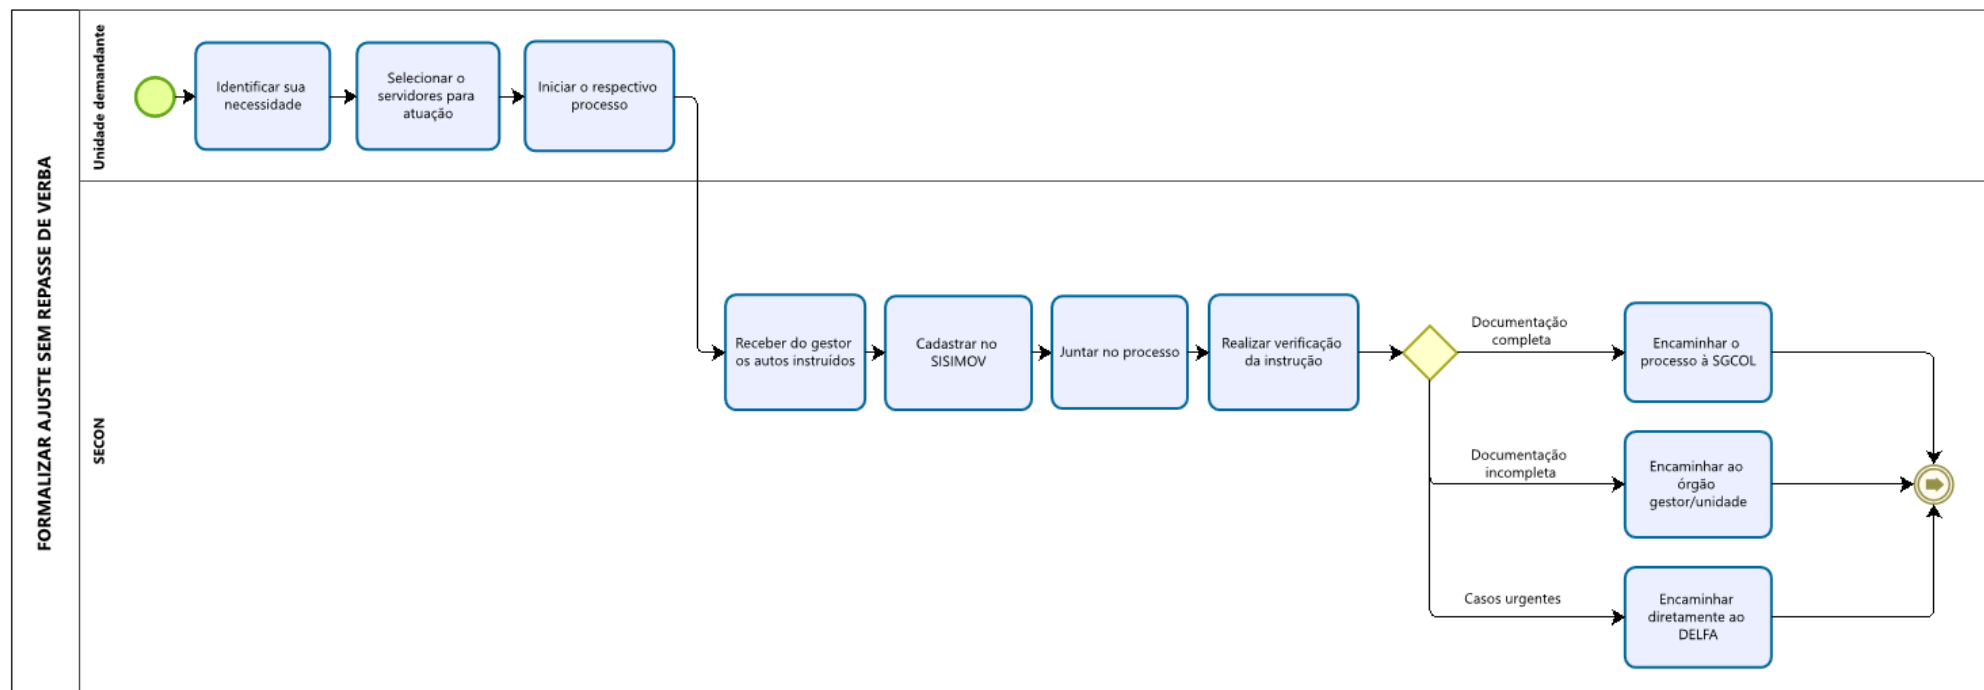 FORMALIZAR AJUSTE SEM REPASSE DE VERBA
Unidade demandante
Identificar sua
necessidade
Selecionar o
servidores para
atuação
Iniciar o respectivo
processo
SECON
Receber do gestor
os autos instruídos
Cadastrar no
SISIMOV
Juntar no processo
Realizar verificação
da instrução
Documentação
completa
Encaminhar o
processo à SGCOL
Documentação
incompleta
Encaminhar ao
órgão
gestor/unidade
Casos urgentes
Encaminhar
diretamente ao
DELFA